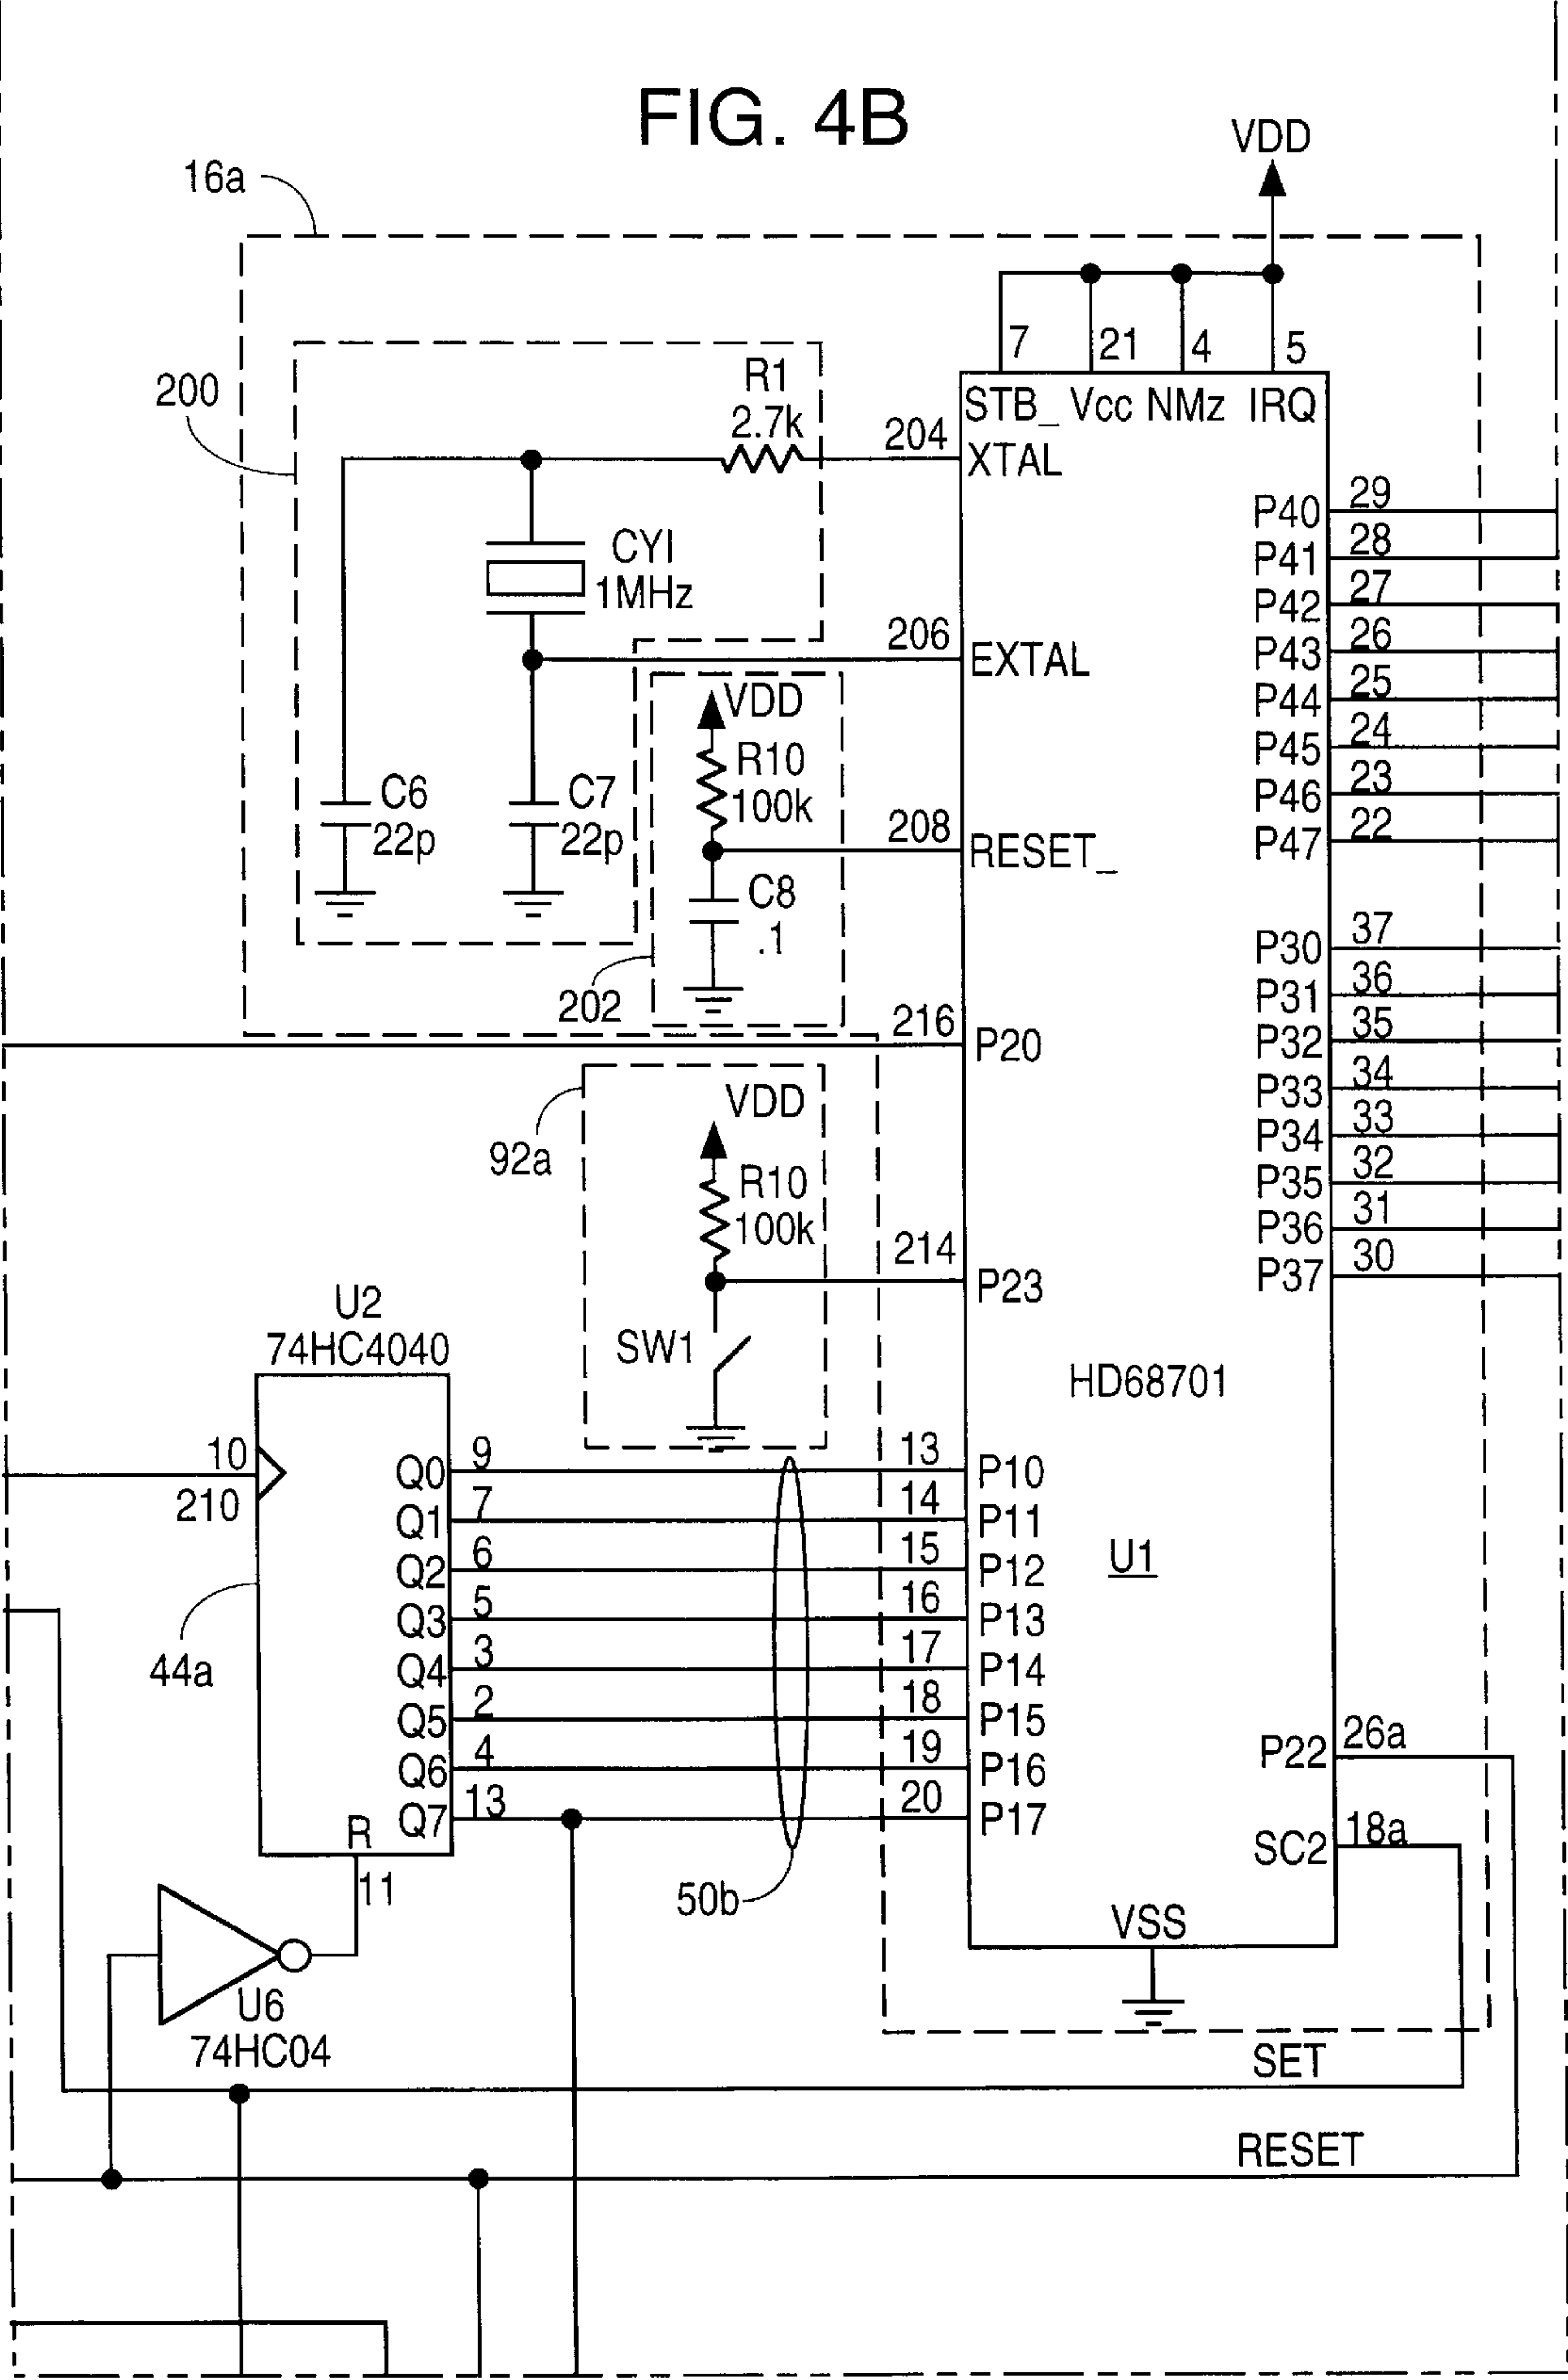 FIG. 4B
VDD
16a
7 21 4 5
200
R1
2.7k
204
STB_ Vcc NMz IRQ
XTAL
CYI
1MHz
206
EXTAL
VDD
R10
100k
C6
22p
C7
22p
208
RESET_
C8
.1
202
216
P20
P40 29
P41 28
P42 27
P43 26
P44 25
P45 24
P46 23
P47 22
P30 37
P31 36
P32 35
P33 34
P34 33
P35 32
P36 31
P37 30
92a
VDD
R10
100k
214
P23
SW1
HD68701
U1
U2
74HC4040
10
210
44a
Q0 9 13 P10
Q1 7 14 P11
Q2 6 15 P12
Q3 5 16 P13
Q4 3 17 P14
Q5 2 18 P15
Q6 4 19 P16
Q7 13 20 P17
R
11
50b
P22 26a
SC2 18a
VSS
U6
74HC04
SET
RESET